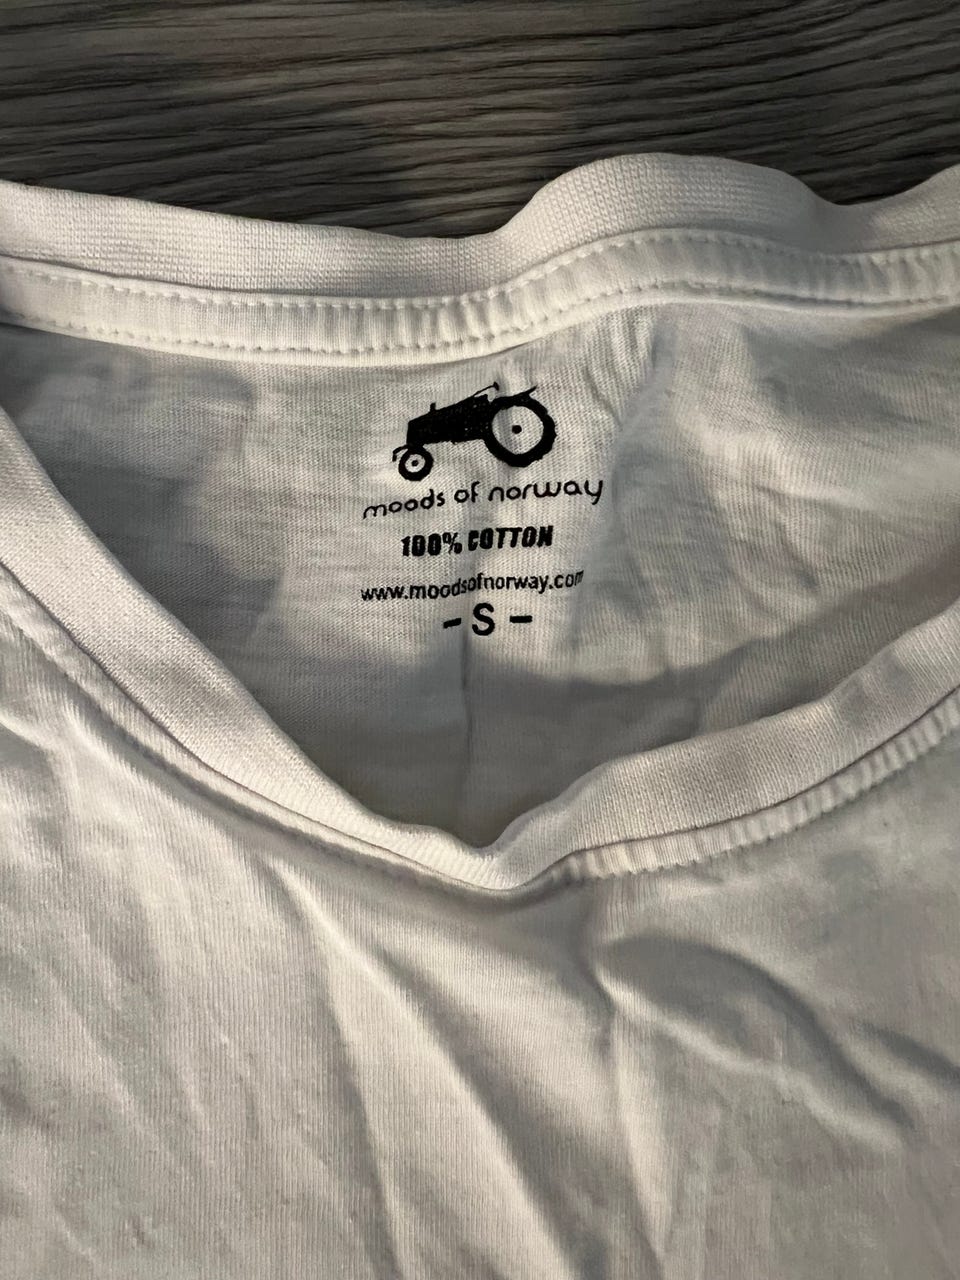 moods of norway
100% COTTON
www.moodsofnorway.com
- S -